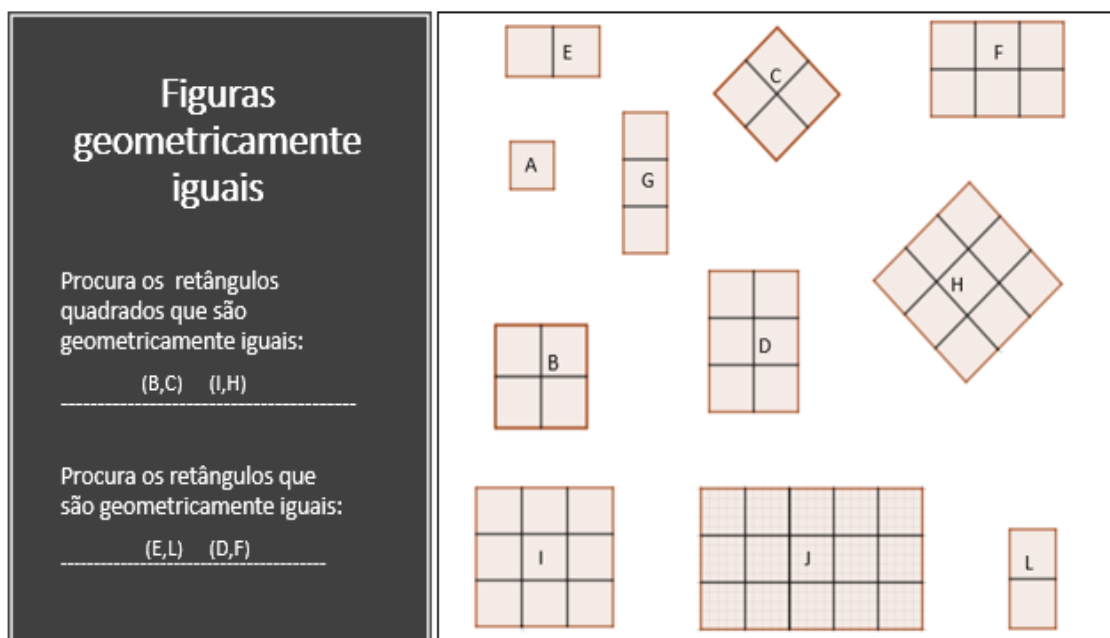 Figuras
geometricamente
iguais
Procura os retângulos
quadrados que são
geometricamente iguais:
(B,C) (I,H)
Procura os retângulos que
são geometricamente iguais:
(E,L) (D,F)
E
C
F
A
G
H
B
D
I
J
L